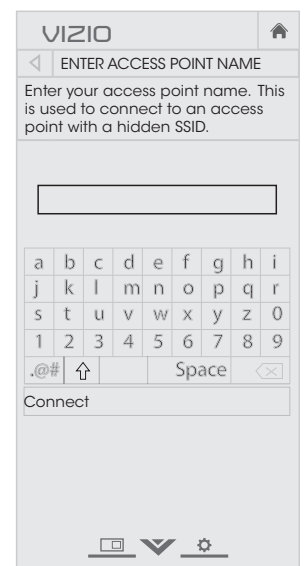 VIZIO
ENTER ACCESS POINT NAME
Enter your access point name. This
is used to connect to an access
point with a hidden SSID.
a b c d e f g h i
j k l m n o p q r
s t u v w x y z 0
1 2 3 4 5 6 7 8 9
.@# Space
Connect